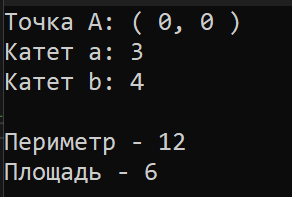 Точка A: ( 0, 0 )
Катет a: 3
Катет b: 4
Периметр - 12
Площадь - 6